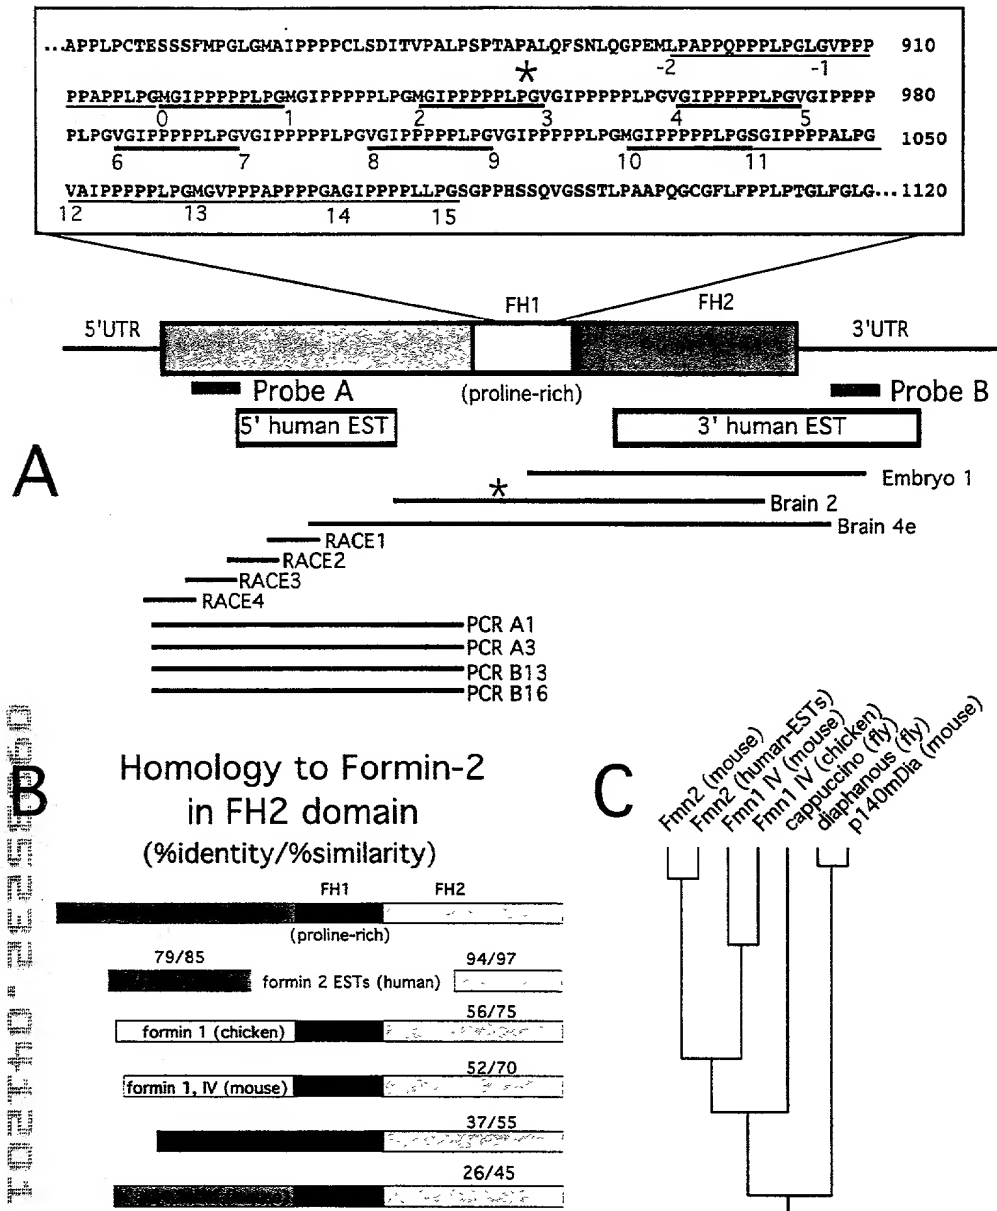 ...APPLPCTESSSFMPGLGMAIPPPPCLSDITVPALPSPTAPALQFSNLQGPEMLPAPPQPPPLPGLGVPPP 910
-2 -1
*
PPAPPLPGMGIPPPPPLPGMGIPPPPPLPGMGIPPPPPLPGVGIPPPPPLPGVGIPPPPPLPGVGIPPPP 980
0 1 2 3 4 5
PLPGVGIPPPPPLPGVGIPPPPPLPGVGIPPPPPLPGVGIPPPPPLPGMGIPPPPPLPGSGIPPPPALPG 1050
6 7 8 9 10 11
VAIPPPPPLPGMGVPPPAPPPPGAGIPPPPLLPGSGPPHSSQVGSSTLPAAPQGCGFLFPPLPTGLFGLG... 1120
12 13 14 15
FH1 FH2
5'UTR 3'UTR
Probe A (proline-rich) Probe B
5' human EST 3' human EST
A
Embryo 1
*
Brain 2
Brain 4e
RACE1
RACE2
RACE3
RACE4
PCR A1
PCR A3
PCR B13
PCR B16
B
Homology to Formin-2
in FH2 domain
(%identity/%similarity)
FH1 FH2
(proline-rich)
79/85 94/97
formin 2 ESTs (human)
56/75
formin 1 (chicken)
52/70
formin 1, IV (mouse)
37/55
26/45
C
Fmn2 (mouse)
Fmn2 (human-ESTs)
Fmn1 IV (mouse)
Fmn1 IV (chicken)
cappuccino (fly)
diaphanous (fly)
p140mDia (mouse)